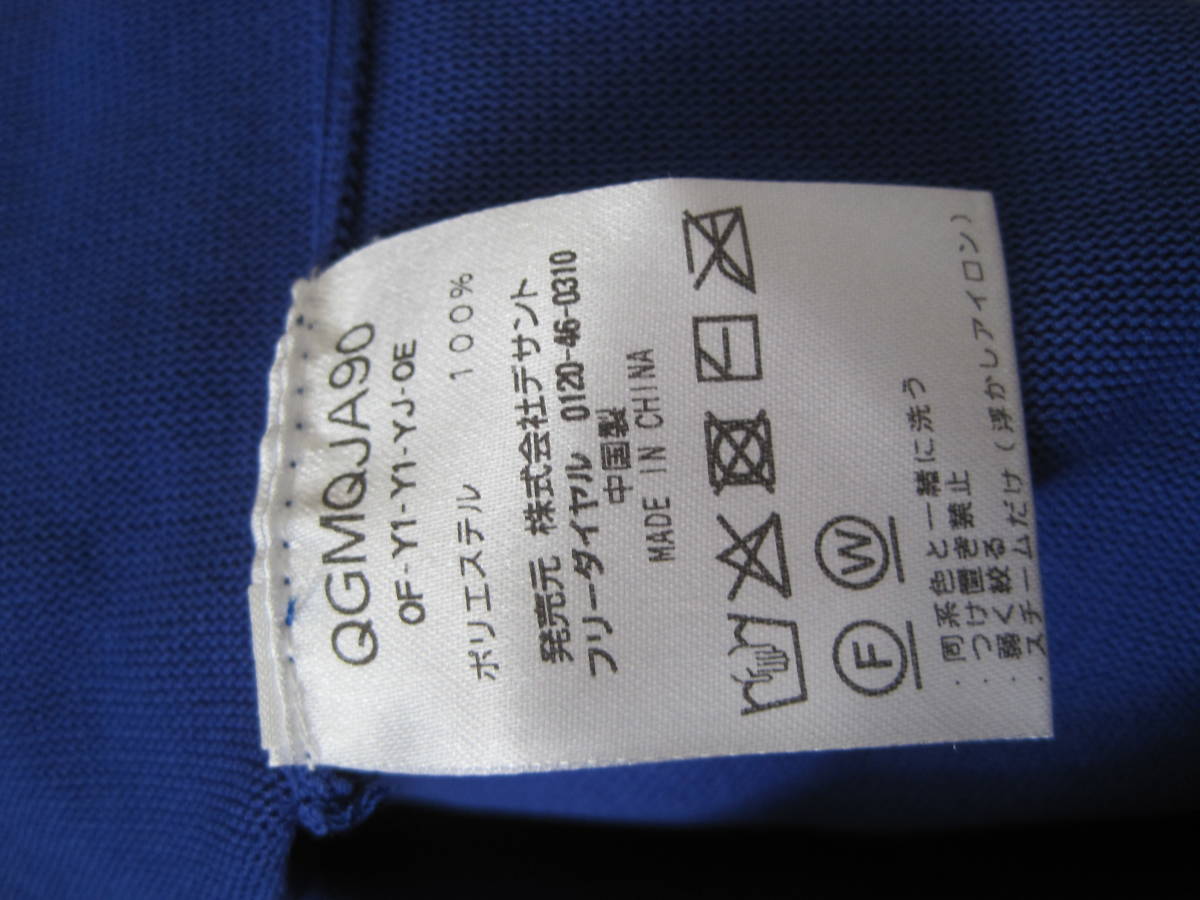 QGMQJA90
OF-Y1-Y1-YJ-OE
ポリエステル 100%
発売元 株式会社デサント
フリーダイヤル 0120-46-0310
中国製
MADE IN CHINA
F W
・同系色と一緒に洗う
・つけ置き禁止
・弱く絞る
・スチームだけ(浮かしアイロン)